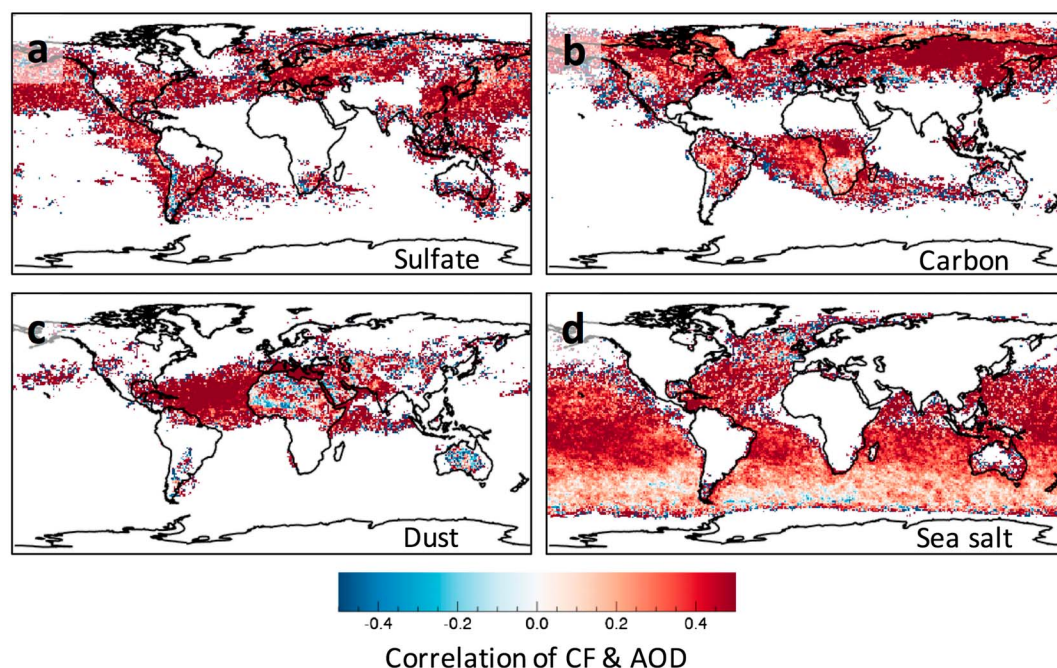 a
b
Sulfate
Carbon
c
d
Dust
Sea salt
-0.4 -0.2 0.0 0.2 0.4
Correlation of CF & AOD